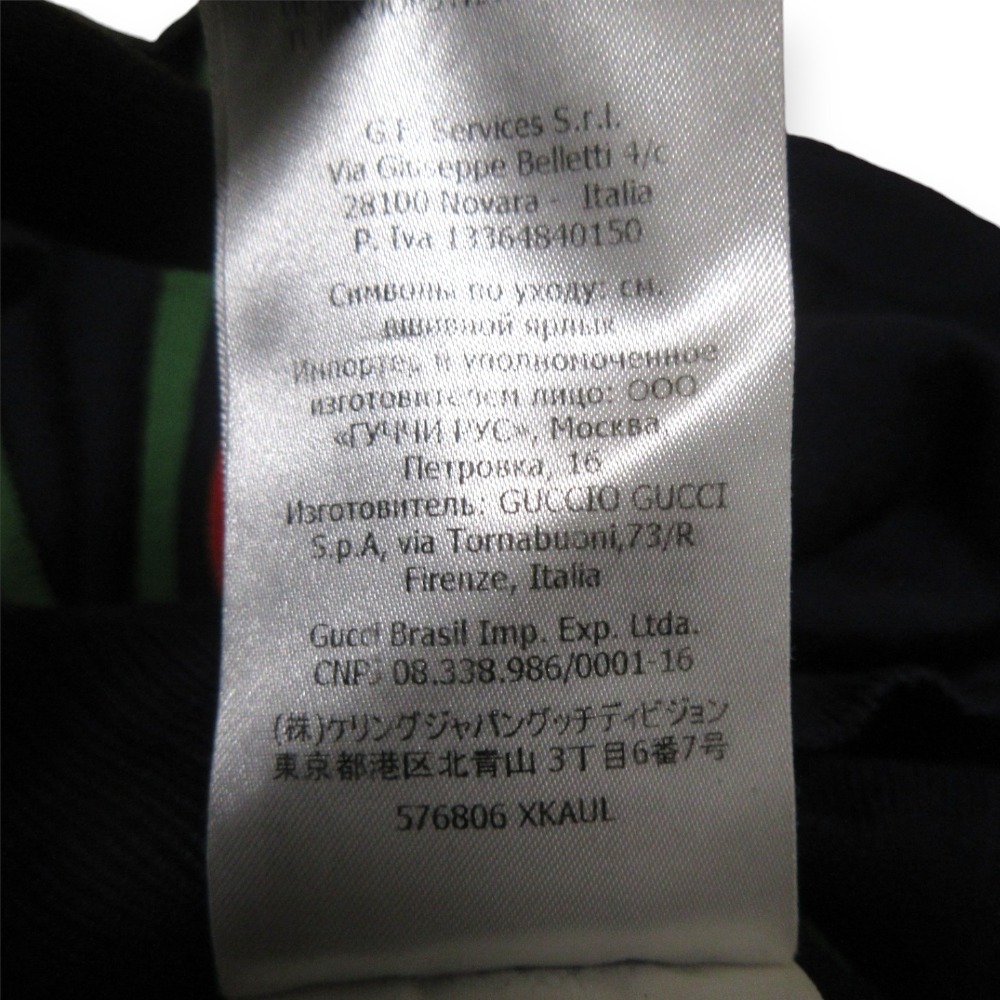 G.F. Services S.r.l.
Via Giuseppe Belletti 4/c
28100 Novara - Italia
P. Iva 13364840150
Символы по уходу: см.
вшивной ярлык
Импортер и уполномоченное
изготовителем лицо: ООО
«ГУЧЧИ РУС», Москва
Петровка, 16
Изготовитель: GUCCIO GUCCI
S.p.A, via Tornabuoni,73/R
Firenze, Italia
Gucci Brasil Imp. Exp. Ltda.
CNPJ 08.338.986/0001-16
(株)ケリングジャパングッチディビジョン
東京都港区北青山 3丁目6番7号
576806 XKAUL